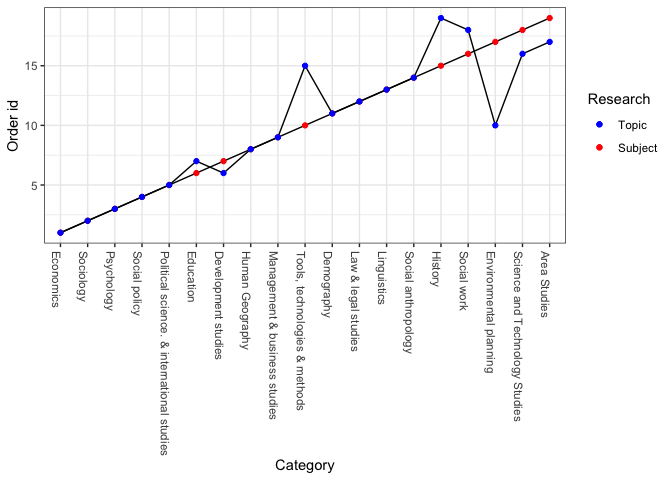 15
10
5
Order id
Economics
Sociology
Psychology
Social policy
Political science. & international studies
Education
Development studies
Human Geography
Management & business studies
Tools, technologies & methods
Demography
Law & legal studies
Linguistics
Social anthropology
History
Social work
Environmental planning
Science and Technology Studies
Area Studies
Category
Research
Topic
Subject